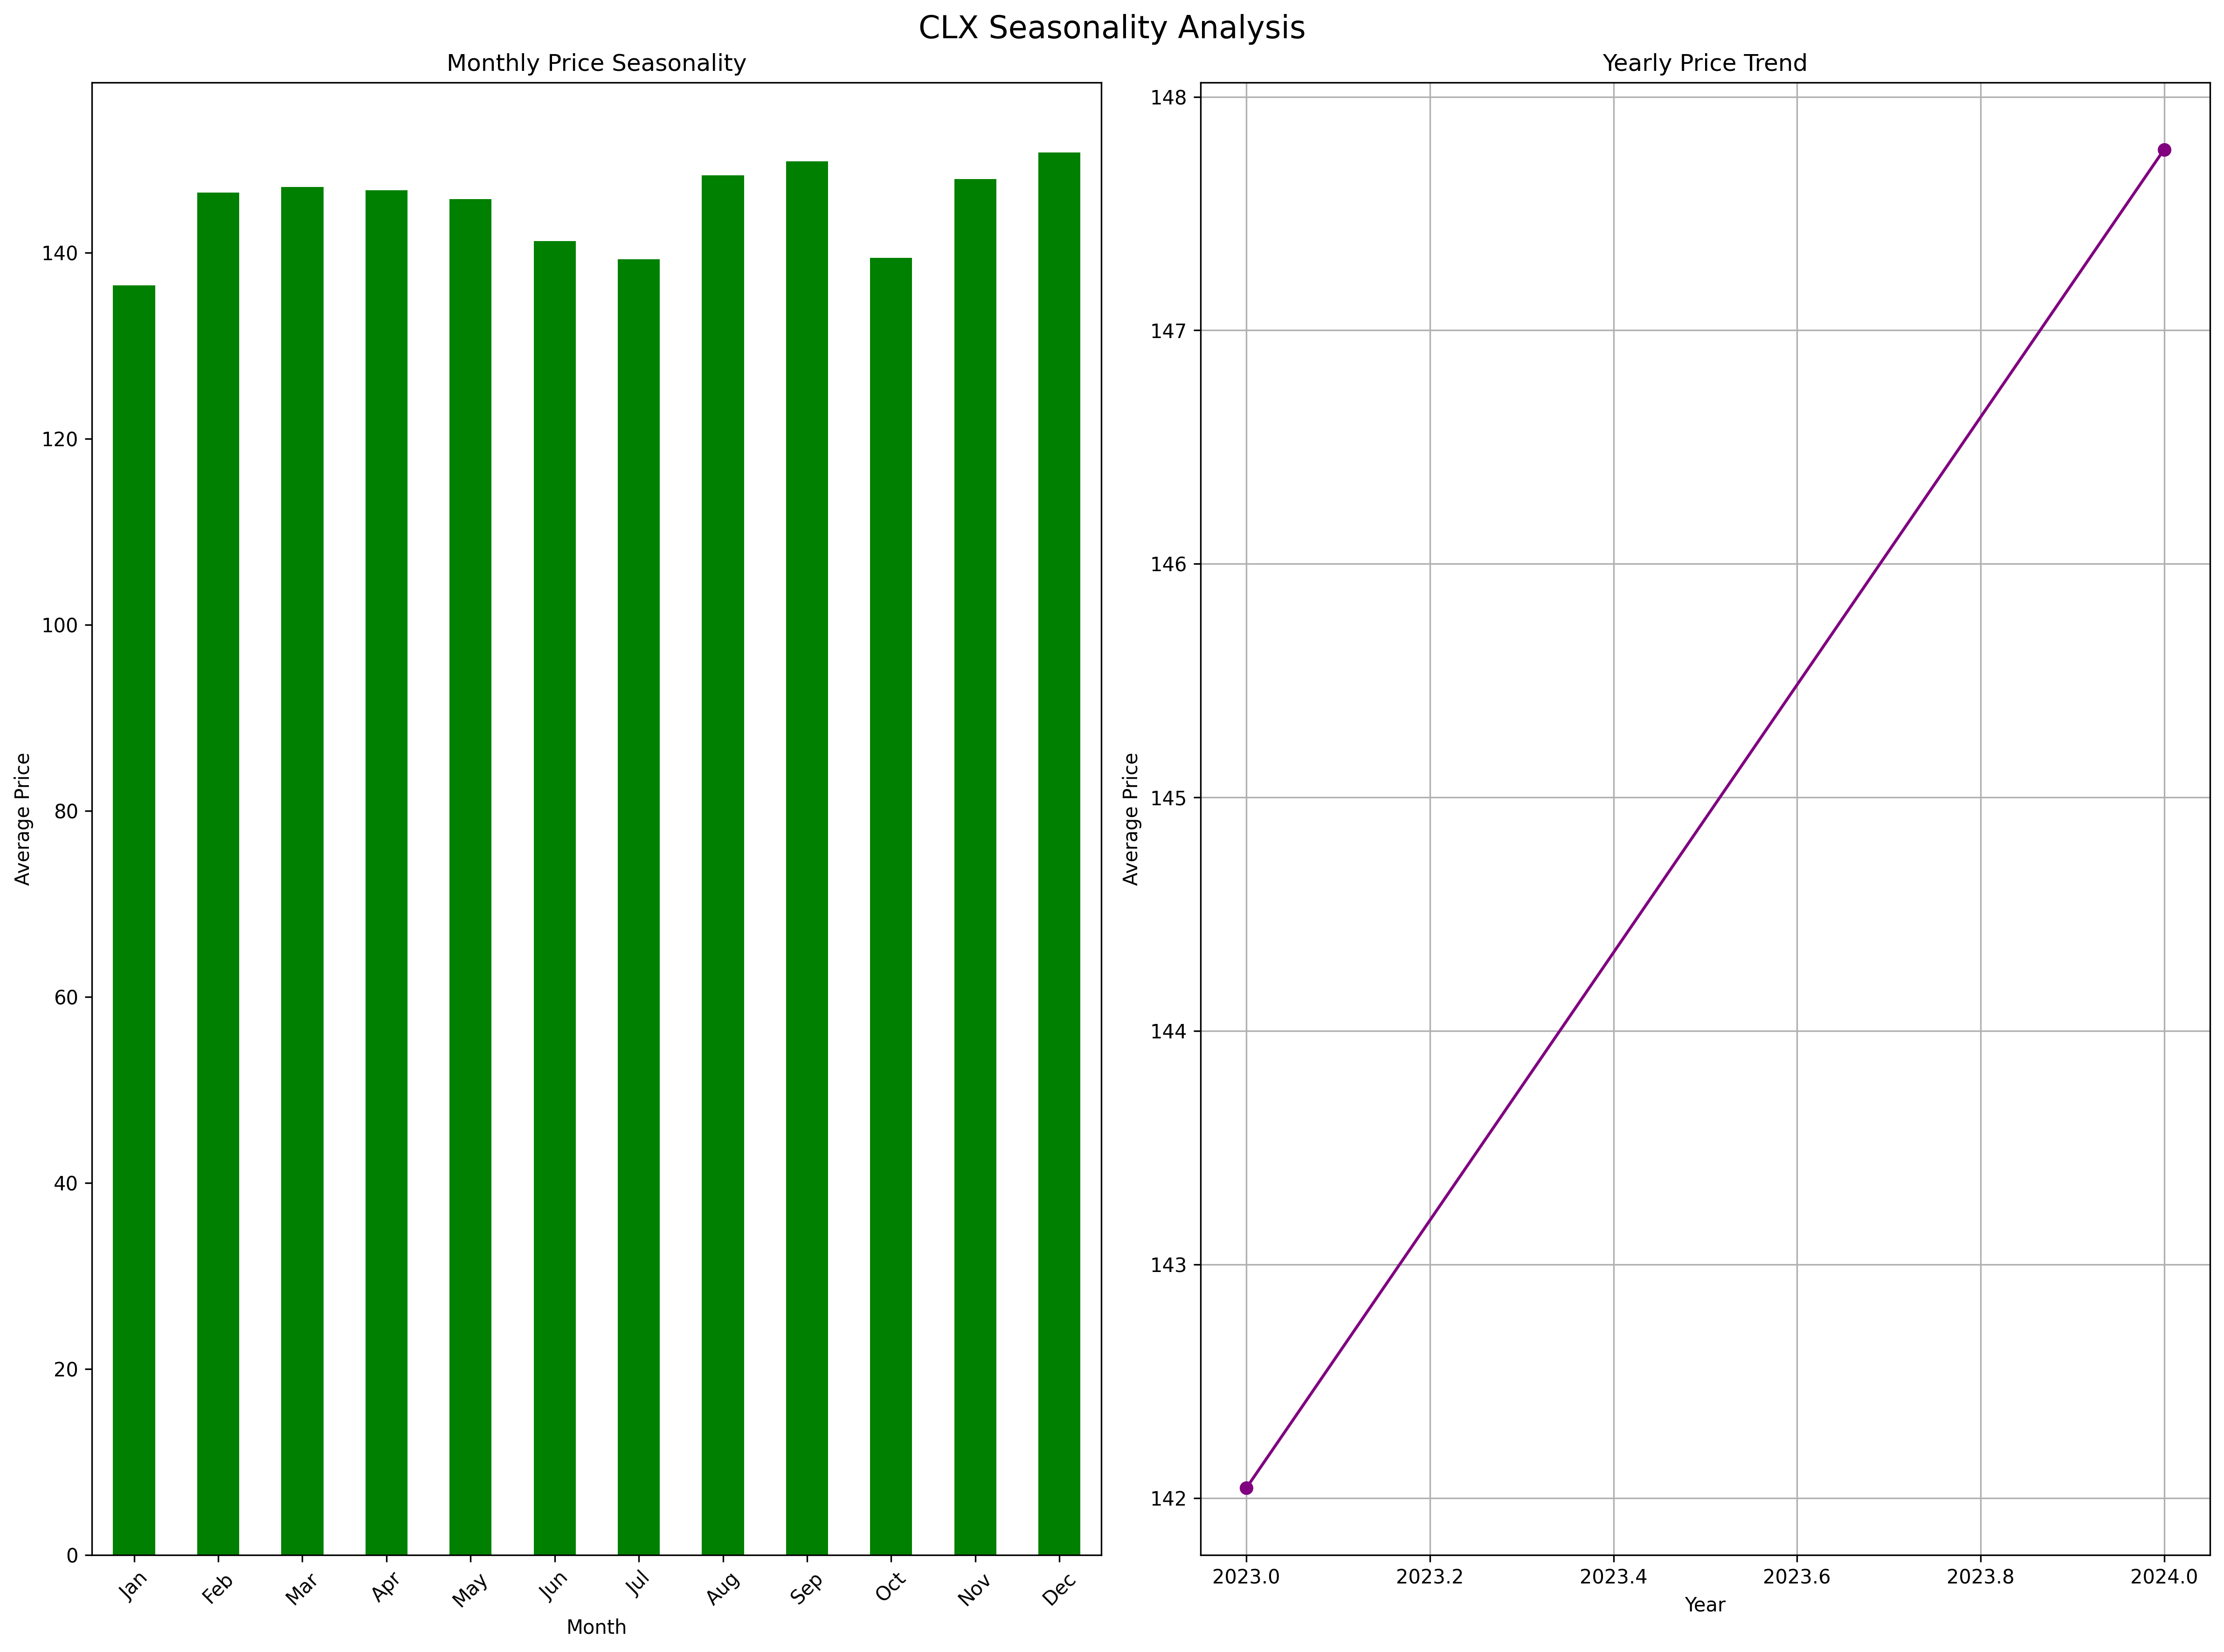 CLX Seasonality Analysis
Monthly Price Seasonality
Average Price
140
120
100
80
60
40
20
0
Jan Feb Mar Apr May Jun Jul Aug Sep Oct Nov Dec
Month
Yearly Price Trend
Average Price
148
147
146
145
144
143
142
2023.0 2023.2 2023.4 2023.6 2023.8 2024.0
Year